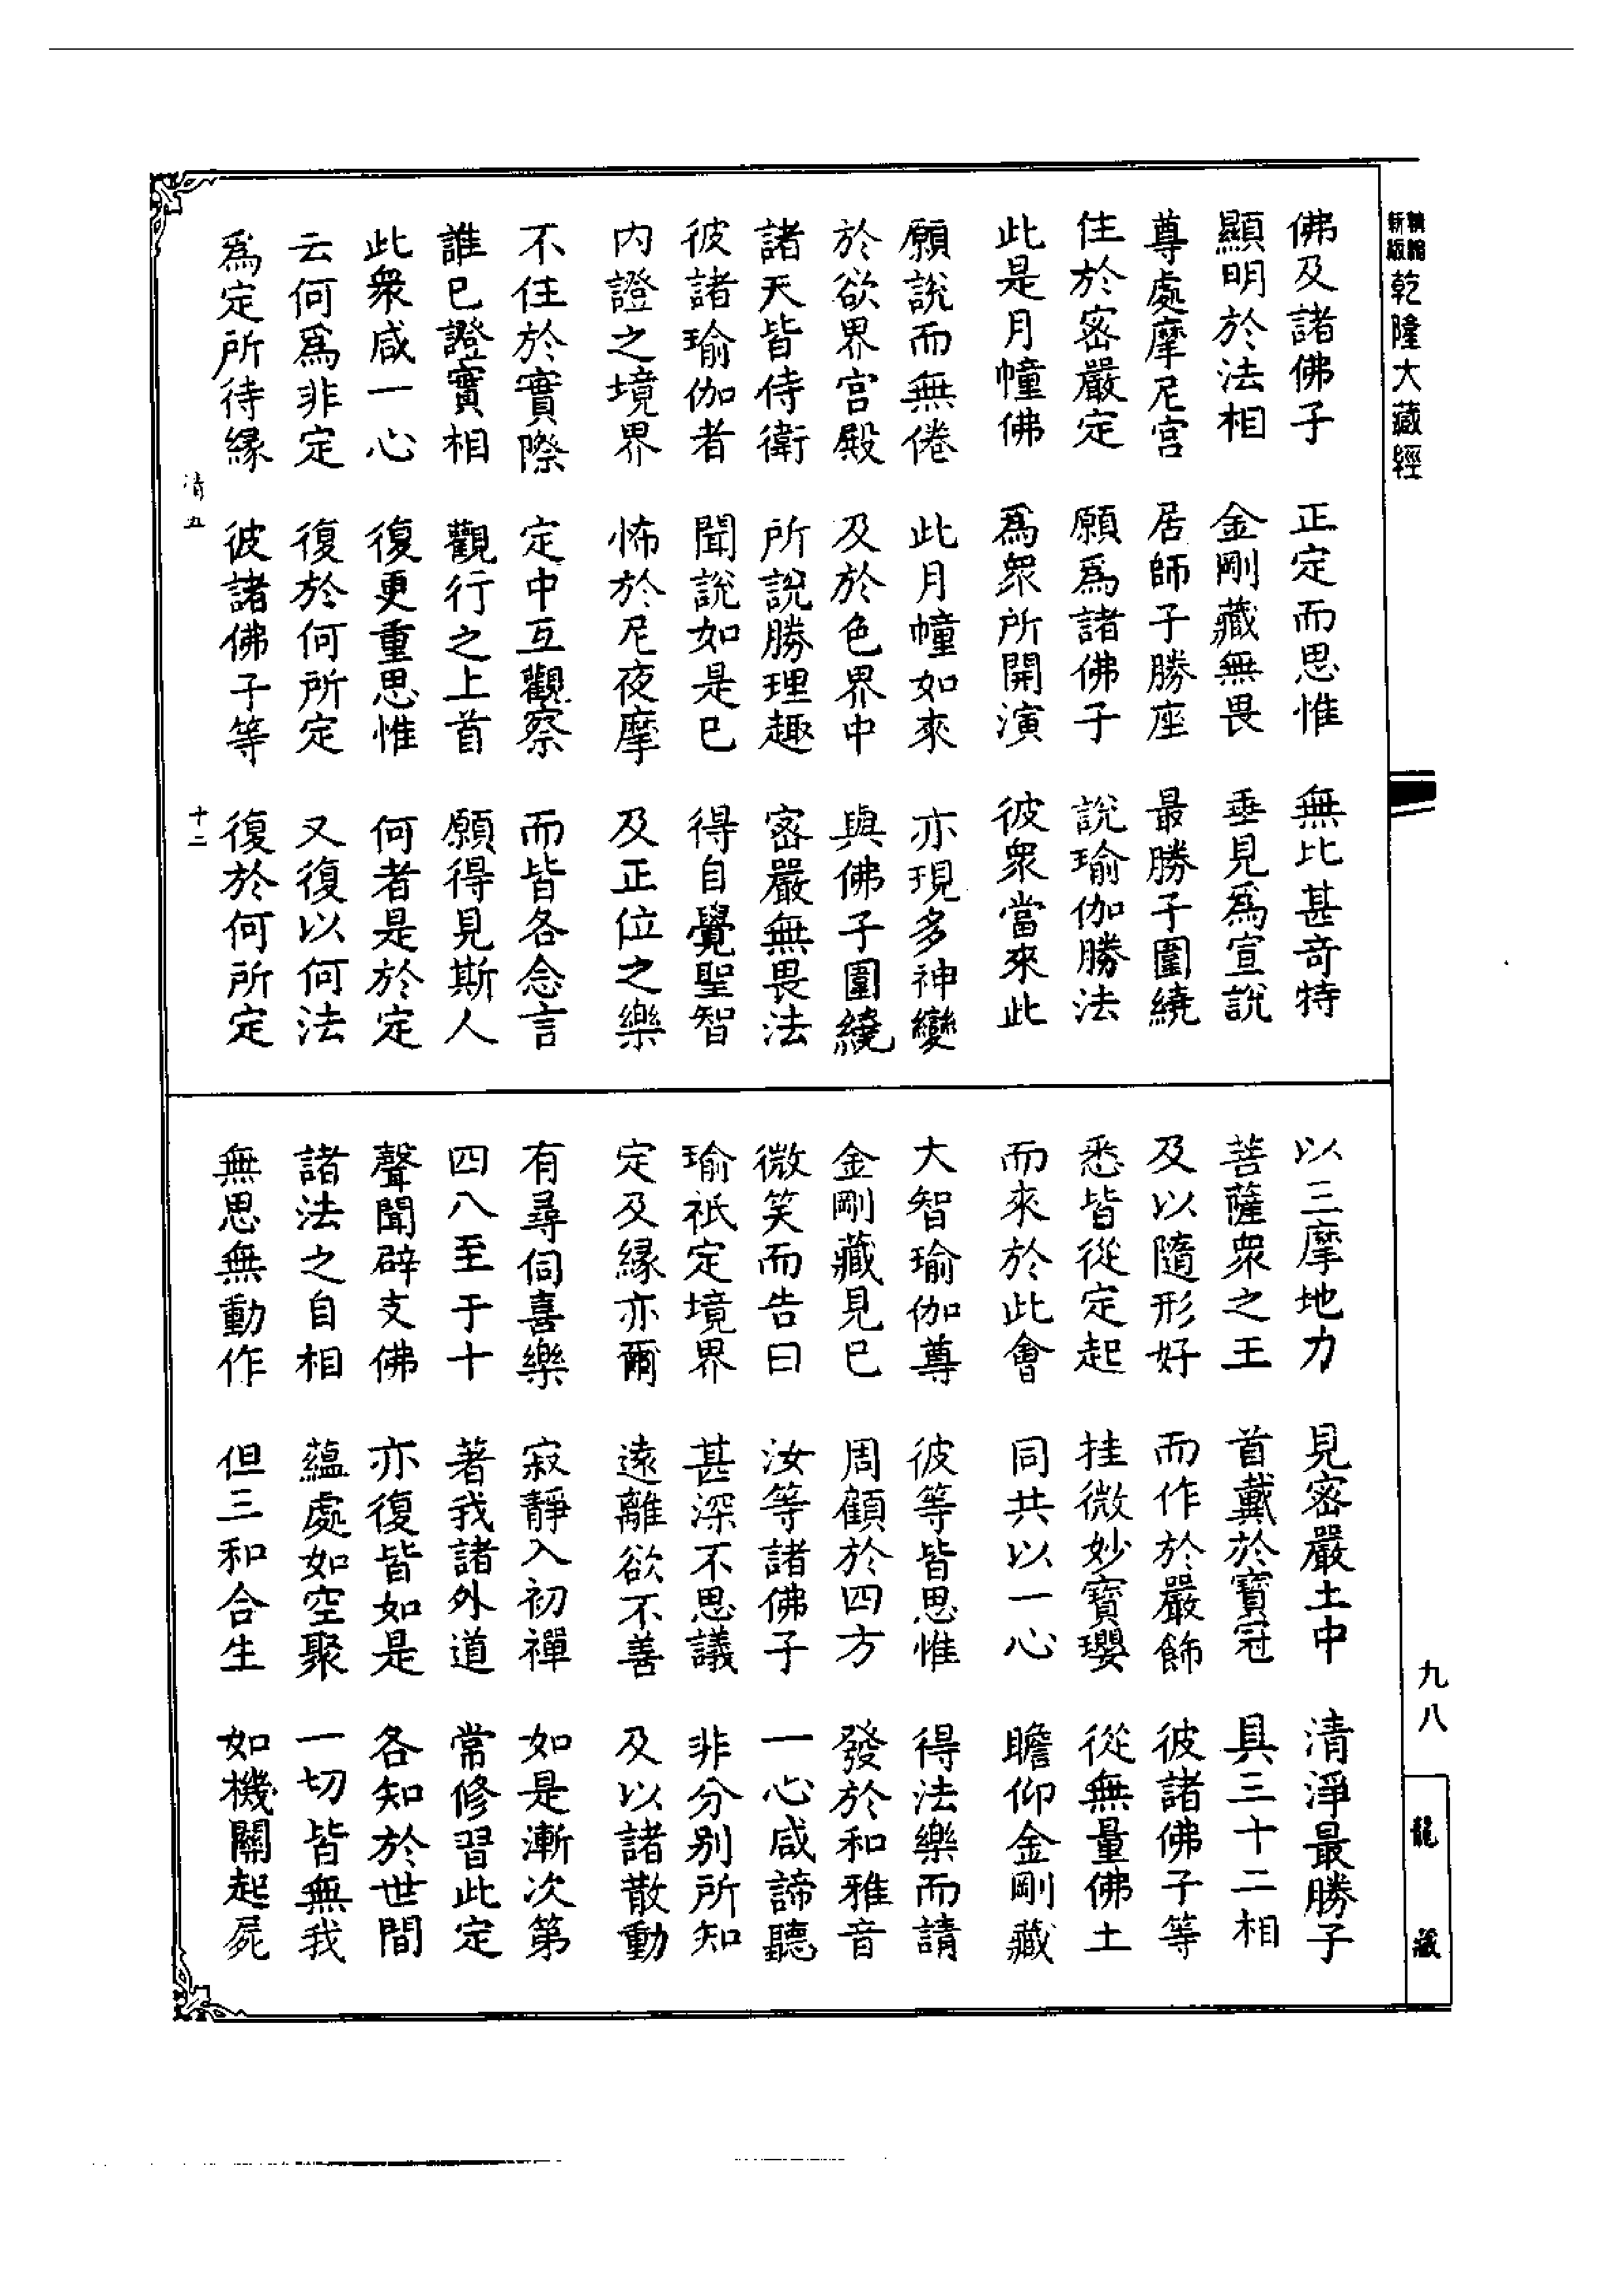 精編新版 乾隆大藏經
佛及諸佛子 正定而思惟 無比甚奇特
顯明於法相 金剛藏無畏 垂見爲宣說
尊處摩尼宮 居師子勝座 最勝子圍繞
住於密嚴定 願爲諸佛子 說瑜伽勝法
此是月幢佛 爲衆所開演 彼衆當來此
願說而無倦 此月幢如來 亦現多神變
於欲界宮殿 及於色界中 與佛子圍繞
諸天皆侍衛 所說勝理趣 密嚴無畏法
彼諸瑜伽者 聞說如是已 得自覺聖智
内證之境界 怖於尼夜摩 及正位之樂
不住於實際 定中互觀察 而皆各念言
誰已證實相 觀行之上首 願得見斯人
此衆咸一心 復更重思惟 何者是於定
云何爲非定 復於何所定 又復以何法
爲定所待緣 彼諸佛子等 復於何所定
清五 十二
以三摩地力 見密嚴土中 清淨最勝子
菩薩衆之王 首戴於寶冠 具三十二相
及以隨形好 而作於嚴飾 彼諸佛子等
悉皆從定起 挂微妙寶瓔 從無量佛土
而來於此會 同共以一心 瞻仰金剛藏
大智瑜伽尊 彼等皆思惟 得法樂而請
金剛藏見已 周顧於四方 發於和雅音
微笑而告曰 汝等諸佛子 一心咸諦聽
瑜祇定境界 甚深不思議 非分別所知
定及緣亦爾 遠離欲不善 及以諸散動
有尋伺喜樂 寂靜入初禪 如是漸次第
四八至于十 著我諸外道 常修習此定
聲聞辟支佛 亦復皆如是 各知於世間
諸法之自相 蘊處如空聚 一切皆無我
無思無動作 但三和合生 如機關起屍
九八
龍藏